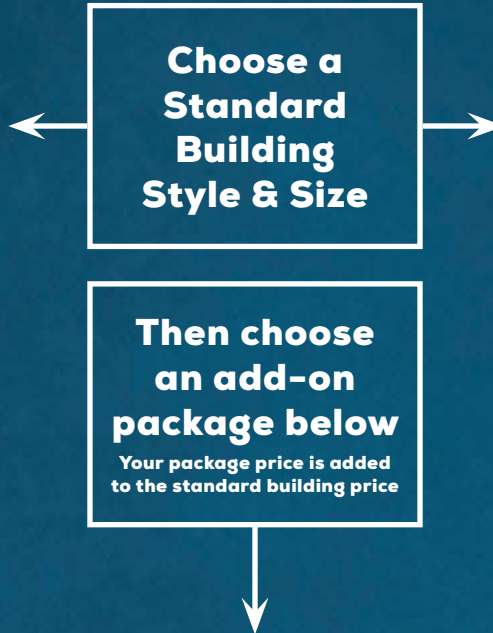 Choose a
Standard
Building
Style & Size
Then choose
an add-on
package below
Your package price is added
to the standard building price